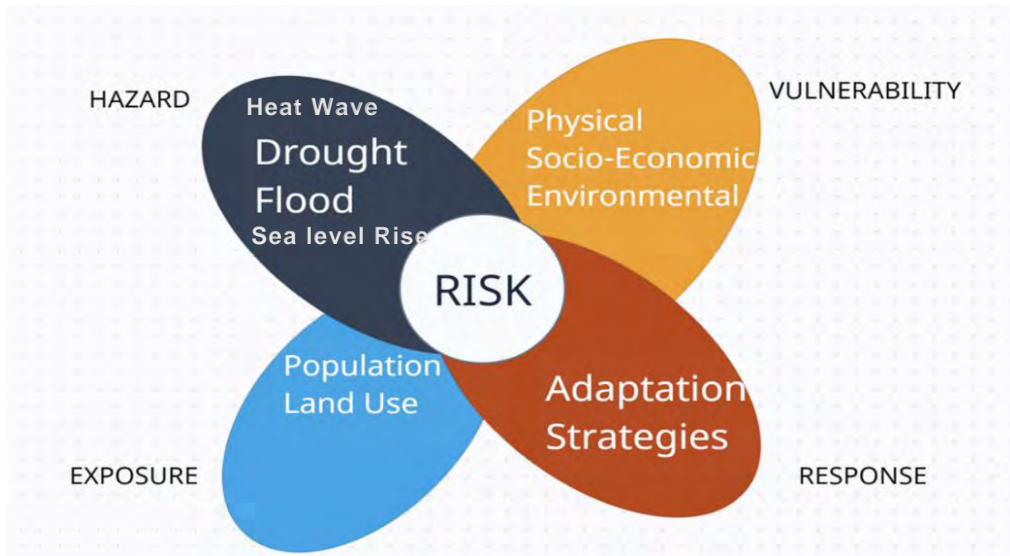 HAZARD
Heat Wave
Drought
Flood
Sea level Rise
VULNERABILITY
Physical
Socio-Economic
Environmental
RISK
EXPOSURE
Population
Land Use
RESPONSE
Adaptation
Strategies